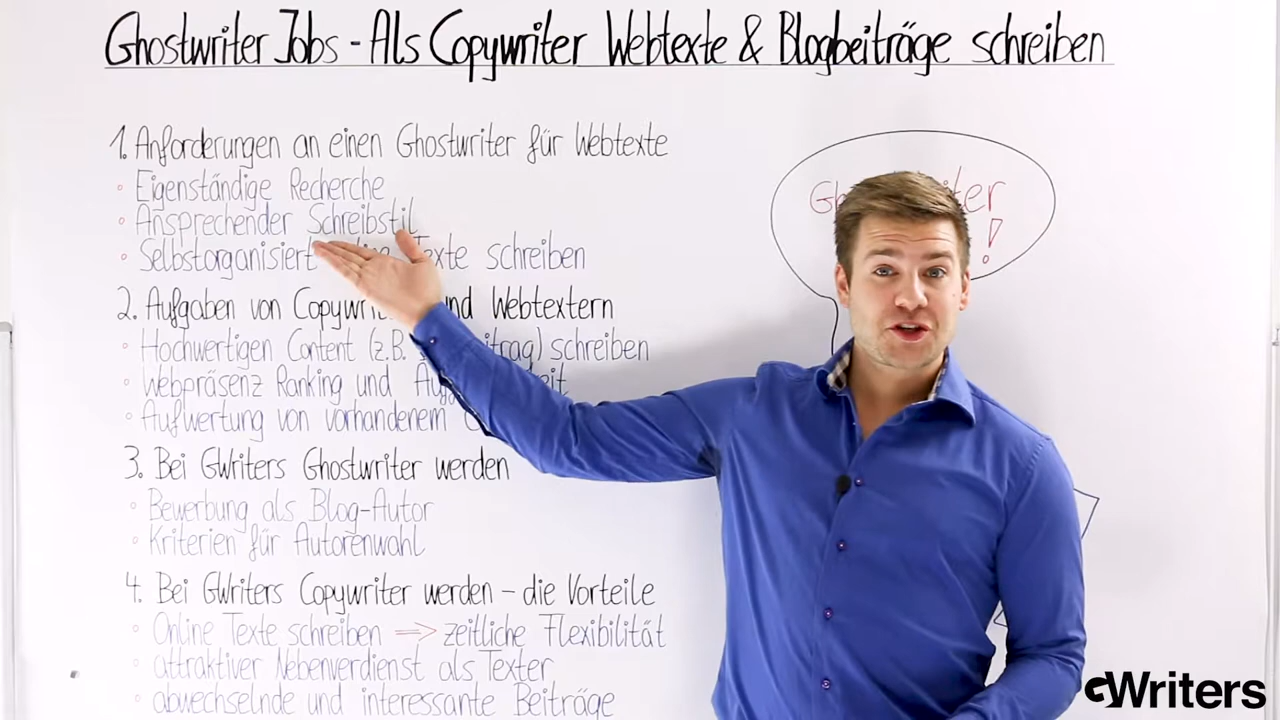 Ghostwriter Jobs - Als Copywriter Webtexte & Blogbeiträge schreiben
1. Anforderungen an einen Ghostwriter für Webtexte
Eigenständige Recherche
Ansprechender Schreibstil
Selbstorganisiert Texte schreiben
2. Aufgaben von und Webtextern
Hochwertigen Content (z.B. schreiben
Webpräsenz Ranking und
Aufwertung von vorhandenem
3. Bei GWriters Ghostwriter werden
Bewerbung als Blog-Autor
Kriterien für Autorenwahl
4. Bei GWriters Copywriter werden - die Vorteile
Online Texte schreiben => zeitliche Flexibilität
attraktiver Nebenverdienst als Texter
abwechselnde und interessante Beiträge
GWriters